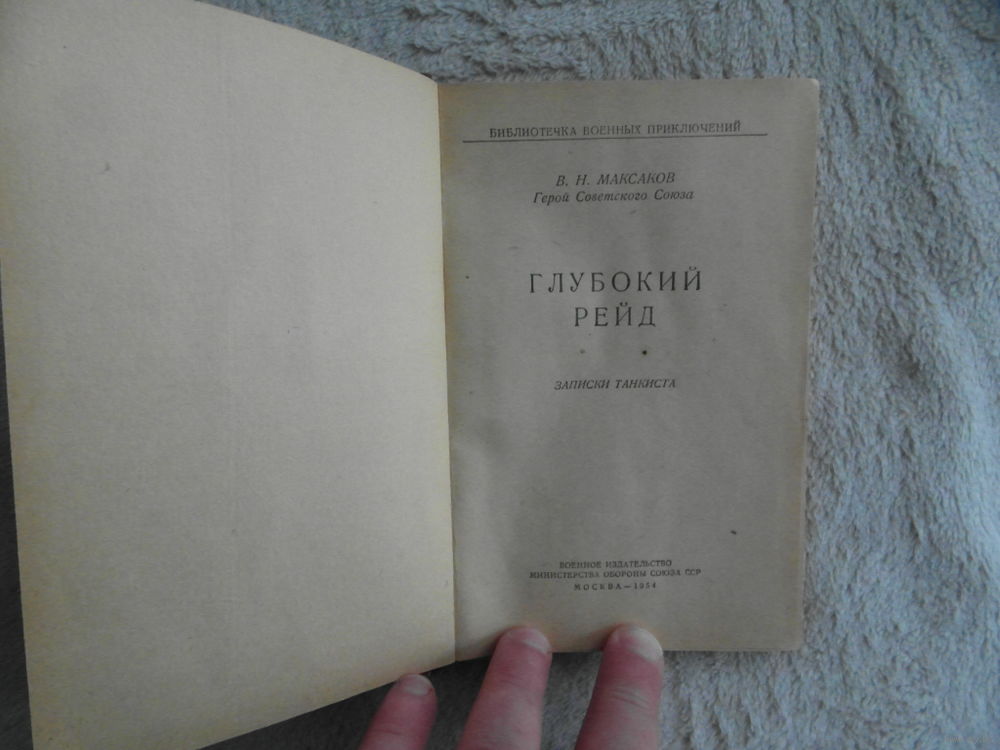 БИБЛИОТЕЧКА ВОЕННЫХ ПРИКЛЮЧЕНИЙ
В. Н. МАКСАКОВ
Герой Советского Союза
ГЛУБОКИЙ
РЕЙД
ЗАПИСКИ ТАНКИСТА
ВОЕННОЕ ИЗДАТЕЛЬСТВО
МИНИСТЕРСТВА ОБОРОНЫ СОЮЗА ССР
МОСКВА — 1954